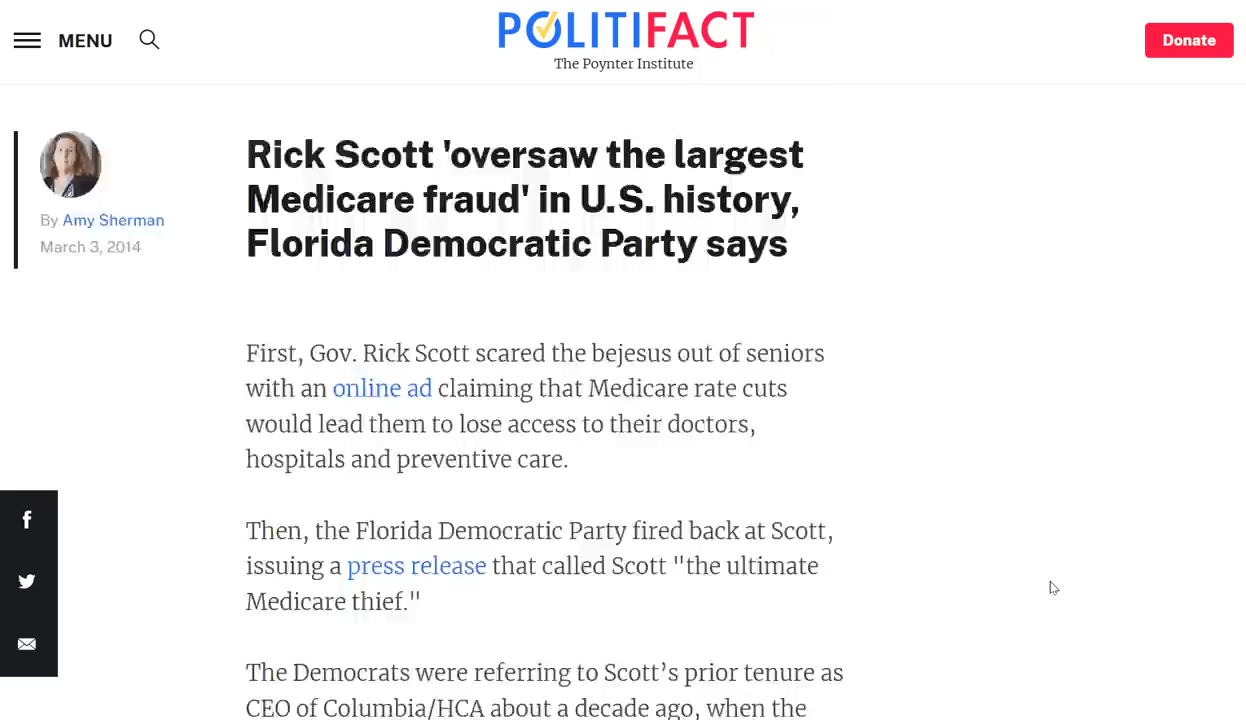 MENU
POLITIFACT
The Poynter Institute
Donate
By Amy Sherman
March 3, 2014
Rick Scott 'oversaw the largest
Medicare fraud' in U.S. history,
Florida Democratic Party says
First, Gov. Rick Scott scared the bejesus out of seniors
with an online ad claiming that Medicare rate cuts
would lead them to lose access to their doctors,
hospitals and preventive care.
Then, the Florida Democratic Party fired back at Scott,
issuing a press release that called Scott "the ultimate
Medicare thief."
The Democrats were referring to Scott’s prior tenure as
CEO of Columbia/HCA about a decade ago, when the